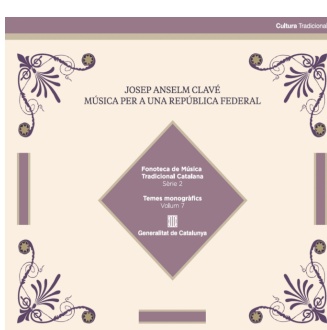 Cultura Tradicional
JOSEP ANSELM CLAVÉ
MÚSICA PER A UNA REPÚBLICA FEDERAL
Fonoteca de Música
Tradicional Catalana
Sèrie 2
Temes monogràfics
Volum 7
Generalitat de Catalunya